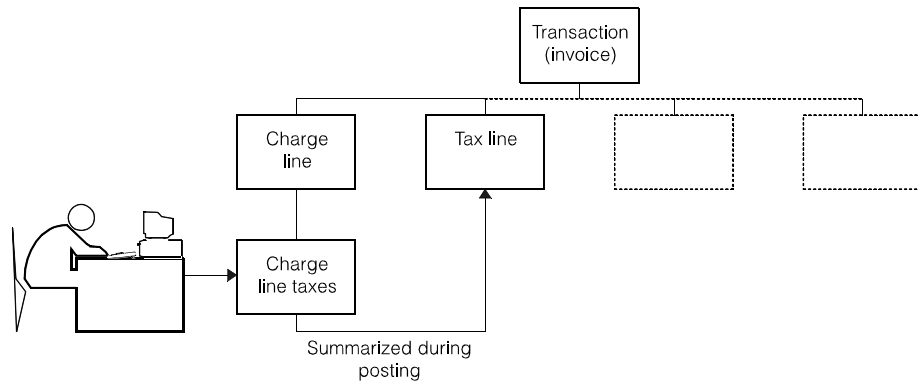 Transaction
(invoice)
Charge
line
Tax line
Charge
line taxes
Summarized during
posting